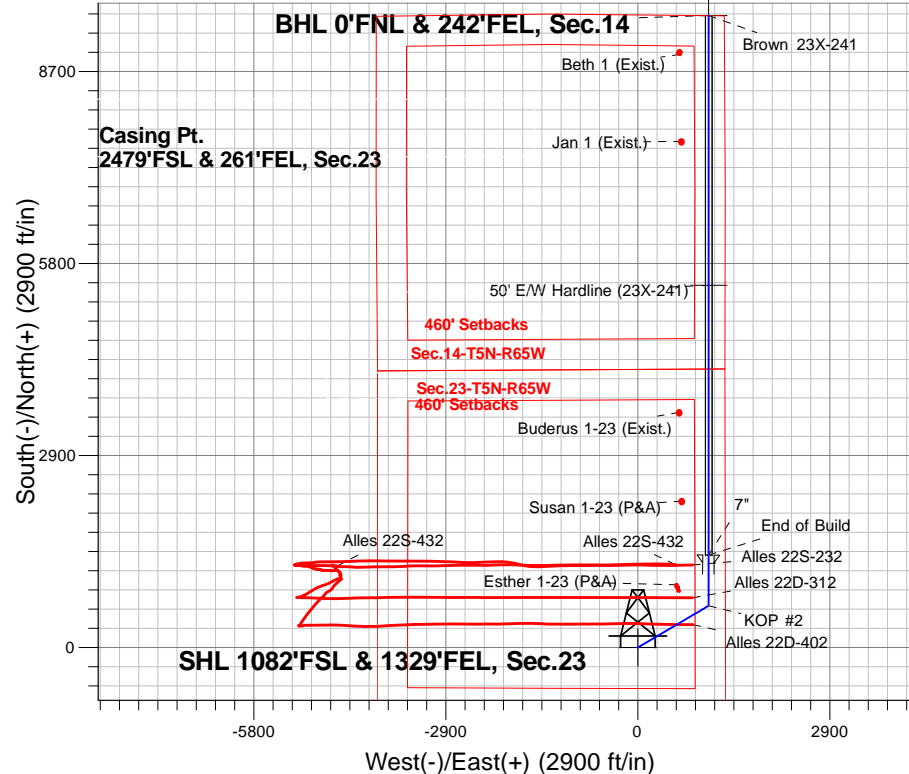 BHL 0'FNL & 242'FEL, Sec.14
Brown 23X-241
Beth 1 (Exist.)
8700
Casing Pt.
2479'FSL & 261'FEL, Sec.23
Jan 1 (Exist.)
5800
50' E/W Hardline (23X-241)
460' Setbacks
Sec.14-T5N-R65W
Sec.23-T5N-R65W
460' Setbacks
Buderus 1-23 (Exist.)
2900
South(-)/North(+) (2900 ft/in)
Susan 1-23 (P&A)
7"
End of Build
Alles 22S-432
Alles 22S-432
Alles 22S-232
Esther 1-23 (P&A)
Alles 22D-312
KOP #2
Alles 22D-402
0
SHL 1082'FSL & 1329'FEL, Sec.23
-5800
-2900
0
2900
West(-)/East(+) (2900 ft/in)